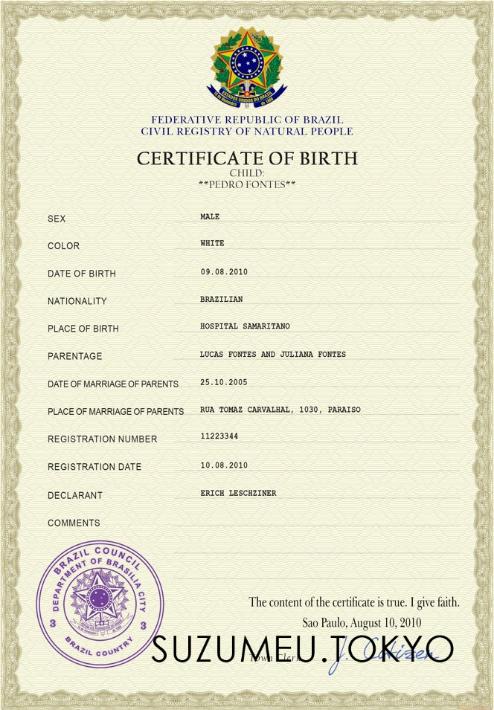 FEDERATIVE REPUBLIC OF BRAZIL
CIVIL REGISTRY OF NATURAL PEOPLE
CERTIFICATE OF BIRTH
CHILD:
**PEDRO FONTES**
SEX MALE
COLOR WHITE
DATE OF BIRTH 09.08.2010
NATIONALITY BRAZILIAN
PLACE OF BIRTH HOSPITAL SAMARITANO
PARENTAGE LUCAS FONTES AND JULIANA FONTES
DATE OF MARRIAGE OF PARENTS 25.10.2005
PLACE OF MARRIAGE OF PARENTS RUA TOMAZ CARVALHAL, 1030, PARAISO
REGISTRATION NUMBER 11223344
REGISTRATION DATE 10.08.2010
DECLARANT ERICH LESCHZINER
COMMENTS
BRAZIL COUNCIL
DEPARTMENT OF BRASILIA CITY
3 3
BRAZIL COUNTRY
The content of the certificate is true. I give faith.
Sao Paulo, August 10, 2010
SUZUMEU.TOKYO
Town Clerk J. Citizen